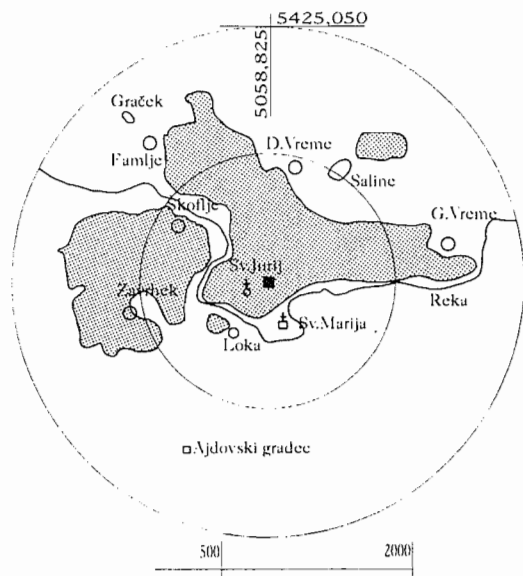 5425,050
5058,825
Graček
Famlje
D.Vreme
Saline
Škoflje
G.Vreme
Sv.Jurij
Zavrhek
Reka
Sv.Marija
Loka
Ajdovski gradec
500
2000